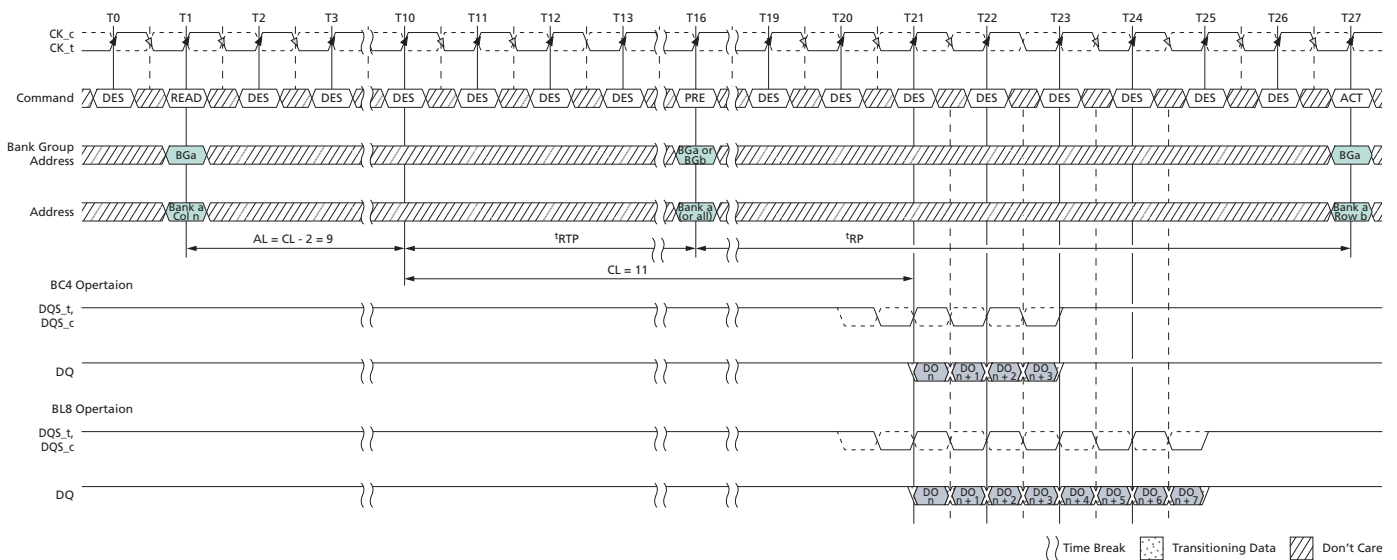 T0 T1 T2 T3 T10 T11 T12 T13 T16 T19 T20 T21 T22 T23 T24 T25 T26 T27
CK_c
CK_t
Command DES READ DES DES DES DES DES DES PRE DES DES DES DES DES DES DES DES ACT
Bank Group
Address
BGa
BGa or
BGb
BGa
Address
Bank a
Col n
Bank a
(or all)
Bank a
Row b
AL = CL - 2 = 9 tRTP tRP
CL = 11
BC4 Opertaion
DQS_t,
DQS_c
DQ
DO
n
DO
n + 1
DO
n + 2
DO
n + 3
BL8 Opertaion
DQS_t,
DQS_c
DQ
DO
n
DO
n + 1
DO
n + 2
DO
n + 3
DO
n + 4
DO
n + 5
DO
n + 6
DO
n + 7
Time Break Transitioning Data Don't Care